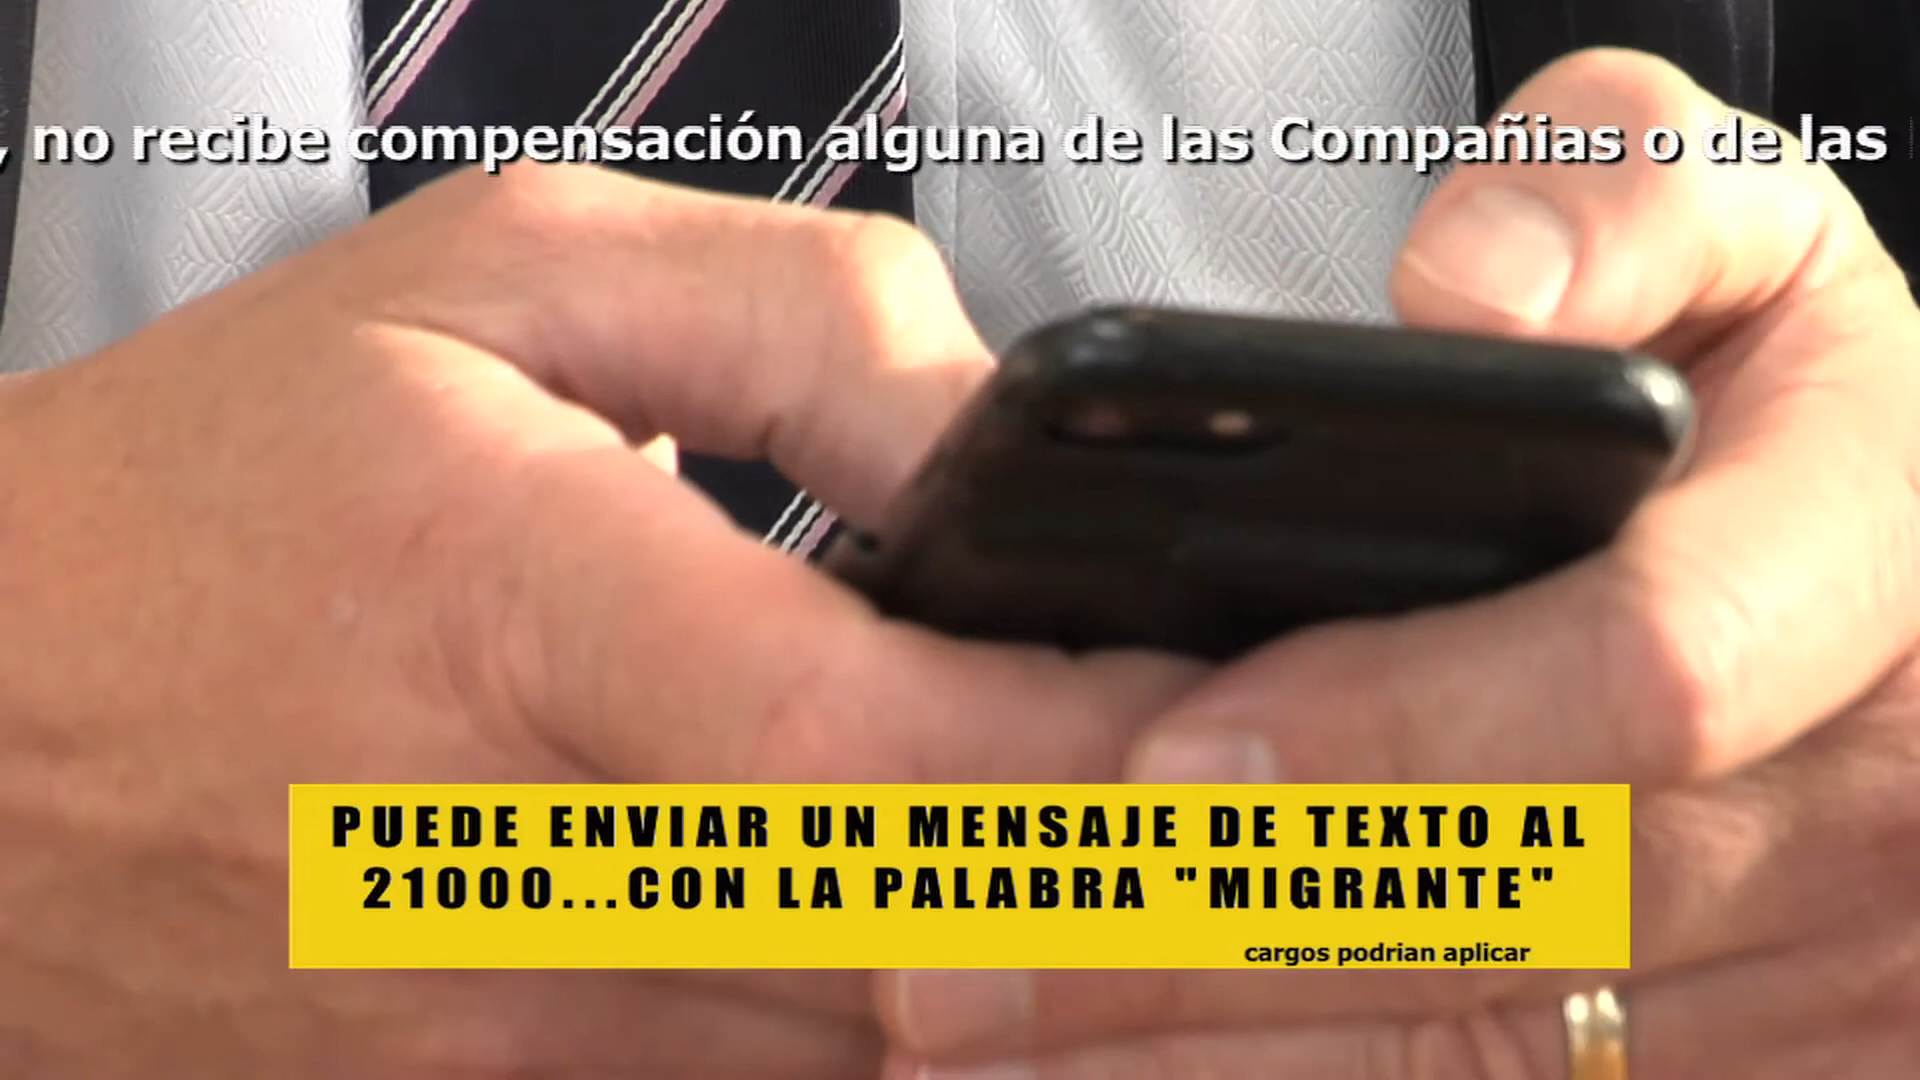 , no recibe compensación alguna de las Compañias o de las
PUEDE ENVIAR UN MENSAJE DE TEXTO AL
21000...CON LA PALABRA "MIGRANTE"
cargos podrian aplicar